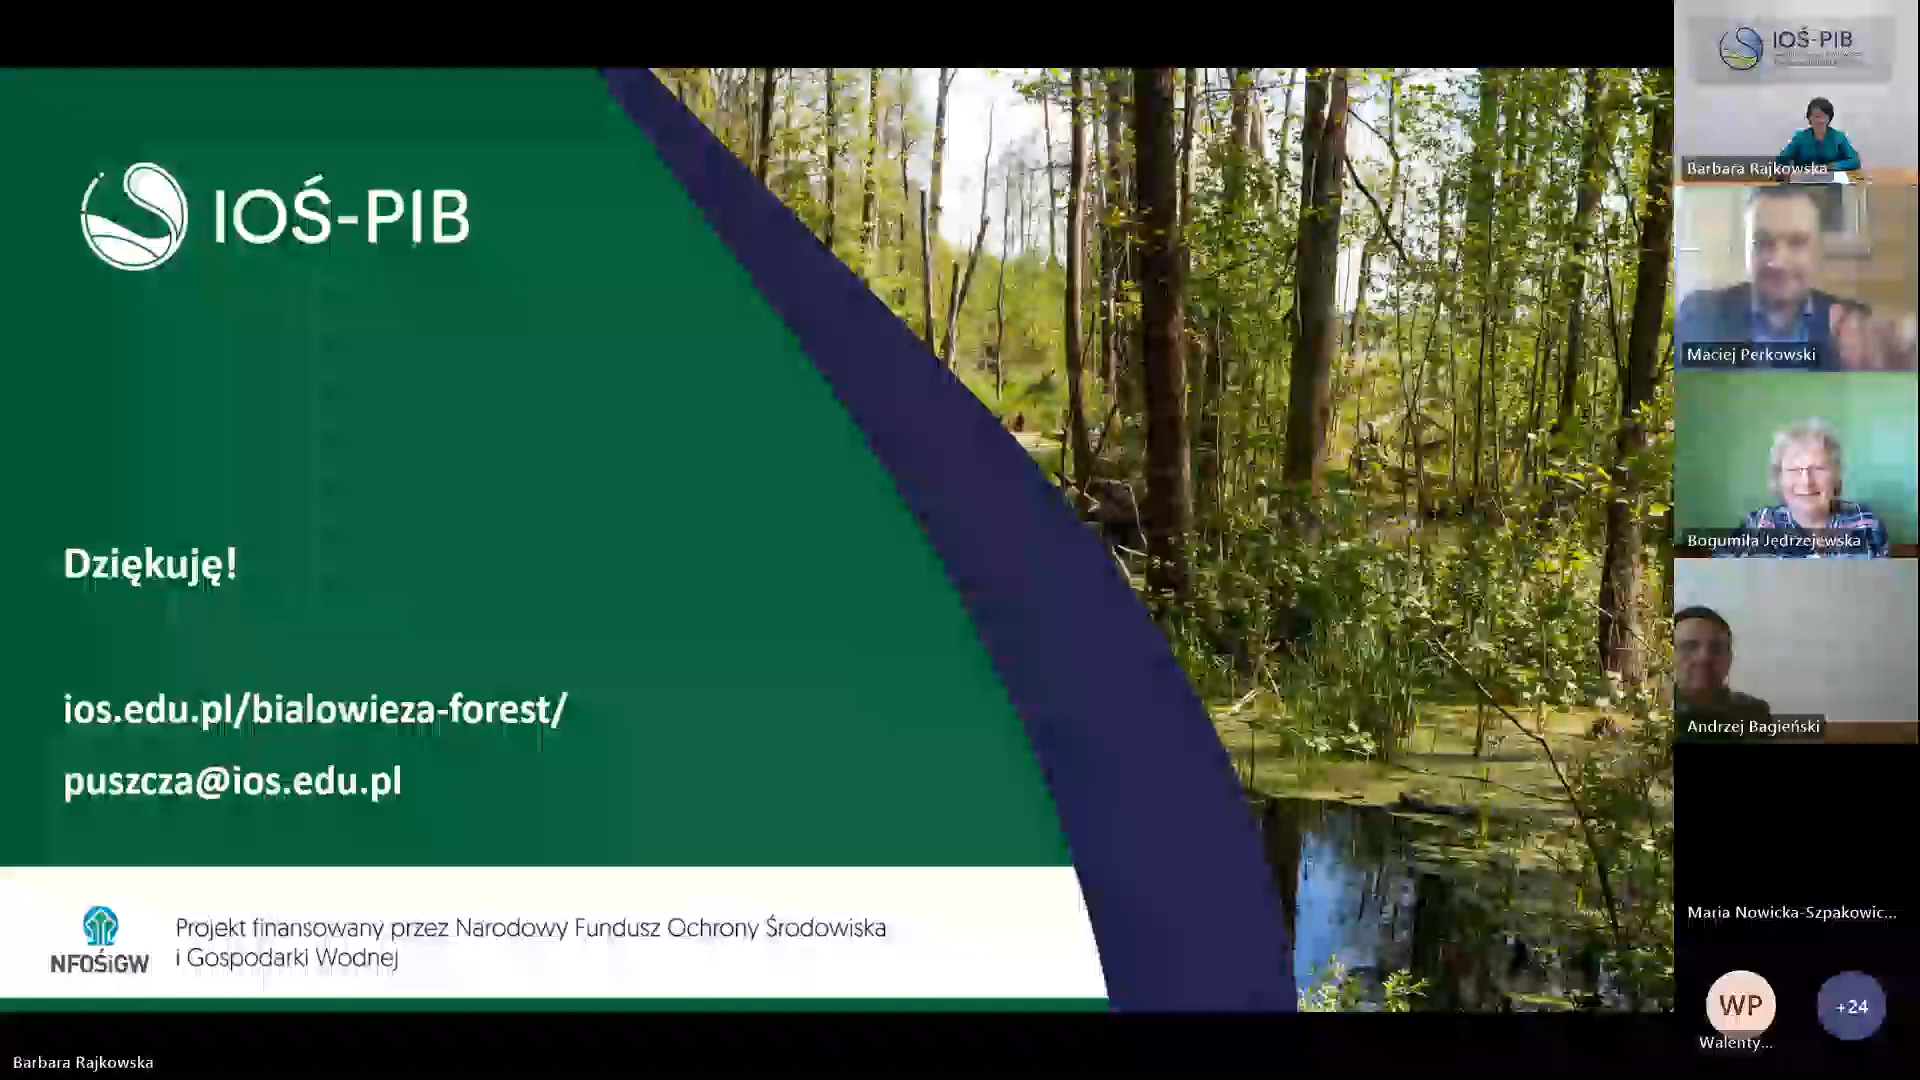 IOŚ-PIB
Dziękuję!
ios.edu.pl/bialowieza-forest/
puszcza@ios.edu.pl
NFOŚiGW
Projekt finansowany przez Narodowy Fundusz Ochrony Środowiska
i Gospodarki Wodnej
Barbara Rajkowska
IOŚ-PIB
Barbara Rajkowska
Maciej Perkowski
Bogumiła Jędrzejewska
Andrzej Bagieński
Maria Nowicka-Szpakowic...
WP
+24
Walenty...